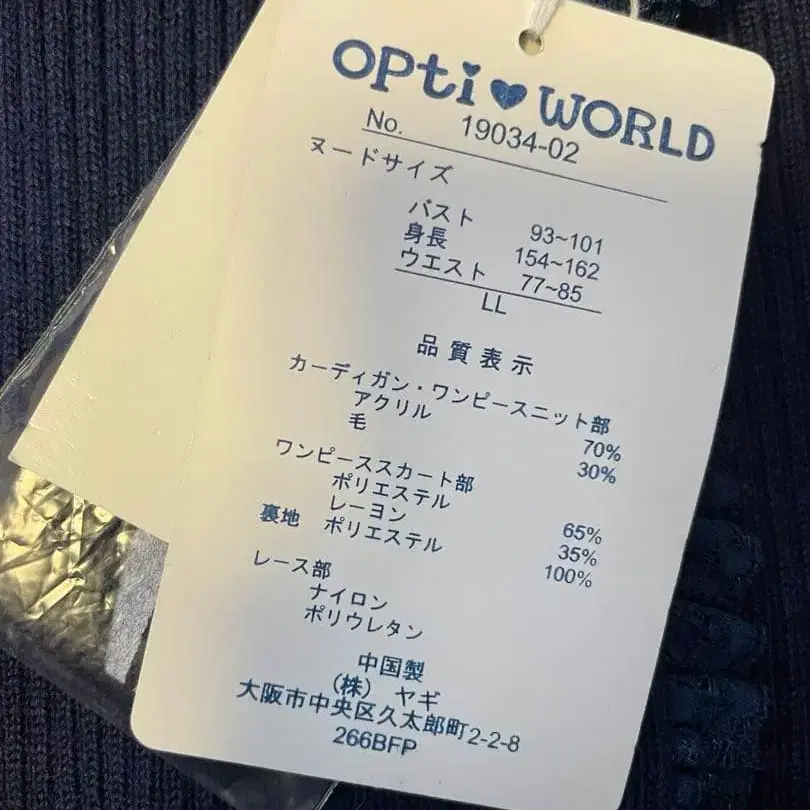 OPti♥WORLD
No. 19034-02
ヌードサイズ
バスト 93~101
身長 154~162
ウエスト 77~85
LL
品質表示
カーディガン・ワンピースニット部
アクリル 70%
毛 30%
ワンピーススカート部
ポリエステル 65%
レーヨン 35%
裏地 ポリエステル 100%
レース部
ナイロン
ポリウレタン
中国製
(株) ヤギ
大阪市中央区久太郎町2-2-8
266BFP